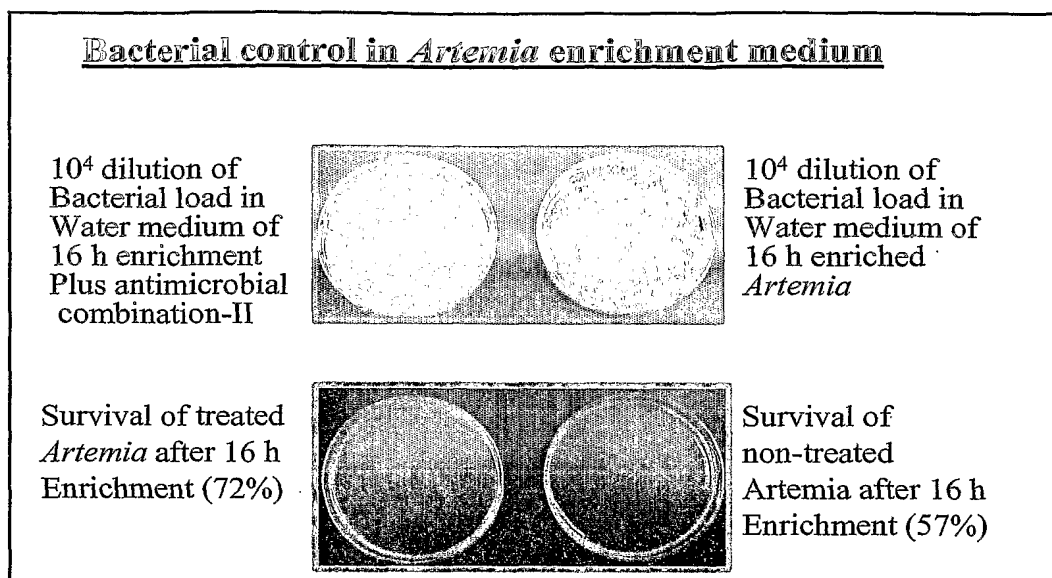 Bacterial control in Artemia enrichment medium
10⁴ dilution of
Bacterial load in
Water medium of
16 h enrichment
Plus antimicrobial
combination-II
10⁴ dilution of
Bacterial load in
Water medium of
16 h enriched
Artemia
Survival of treated
Artemia after 16 h
Enrichment (72%)
Survival of
non-treated
Artemia after 16 h
Enrichment (57%)